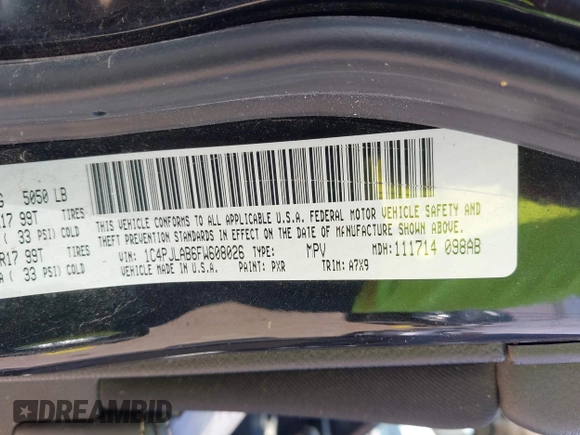 G 5050 LB
R17 99T TIRES
( 33 PSI) COLD
R17 99T TIRES
( 33 PSI) COLD
THIS VEHICLE CONFORMS TO ALL APPLICABLE U.S.A. FEDERAL MOTOR VEHICLE SAFETY AND
THEFT PREVENTION STANDARDS IN EFFECT ON THE DATE OF MANUFACTURE SHOWN ABOVE.
VIN: 1C4PJLAB6FW608026 TYPE: MPV MDH: 111714 098AB
MADE IN U.S.A. PAINT: PXR TRIM: A7X9
DREAMBID